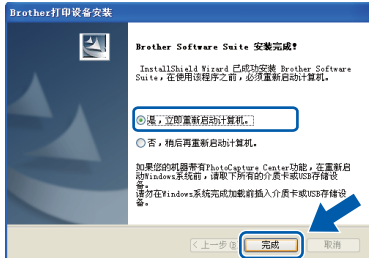 Brother打印设备安装
Brother Software Suite 安装完成!
InstallShield Wizard 已成功安装 Brother Software
Suite，在使用该程序之前，必须重新启动计算机。
是，立即重新启动计算机。
否，稍后再重新启动计算机。
如果您的机器带有PhotoCapture Center功能，在重新启
动Windows系统前，请取下所有的介质卡或USB存储设
备。
请勿在Windows系统完成加载前插入介质卡或USB存储设
备。
<上一步(B)
完成
取消